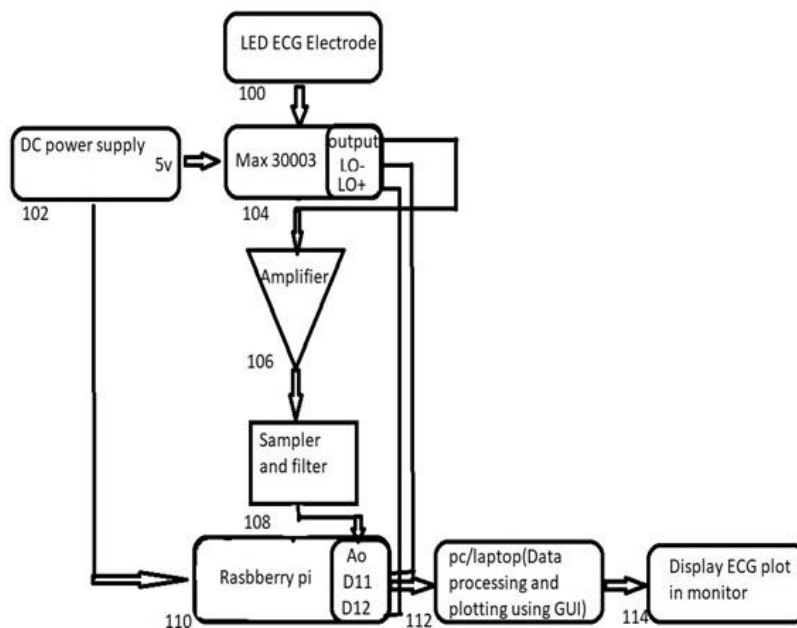 LED ECG Electrode
100
DC power supply
5v
102
Max 30003
output
LO-
LO+
104
Amplifier
106
Sampler
and filter
108
Rasbberry pi
Ao
D11
D12
110
pc/laptop(Data
processing and
plotting using GUI)
112
Display ECG plot
in monitor
114